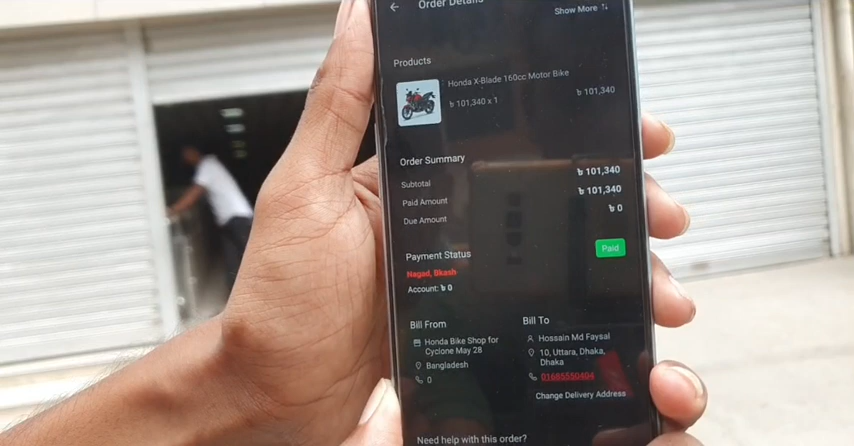 Order Details
Show More ↑↓
Products
Honda X-Blade 160cc Motor Bike
৳ 101,340 x 1
৳ 101,340
Order Summary
Subtotal
৳ 101,340
Paid Amount
৳ 101,340
Due Amount
৳ 0
Payment Status
Paid
Nagad, Bkash
Account: ৳ 0
Bill From
Honda Bike Shop for
Cyclone May 28
Bangladesh
0
Bill To
Hossain Md Faysal
10, Uttara, Dhaka,
Dhaka
01685550404
Change Delivery Address
Need help with this order?